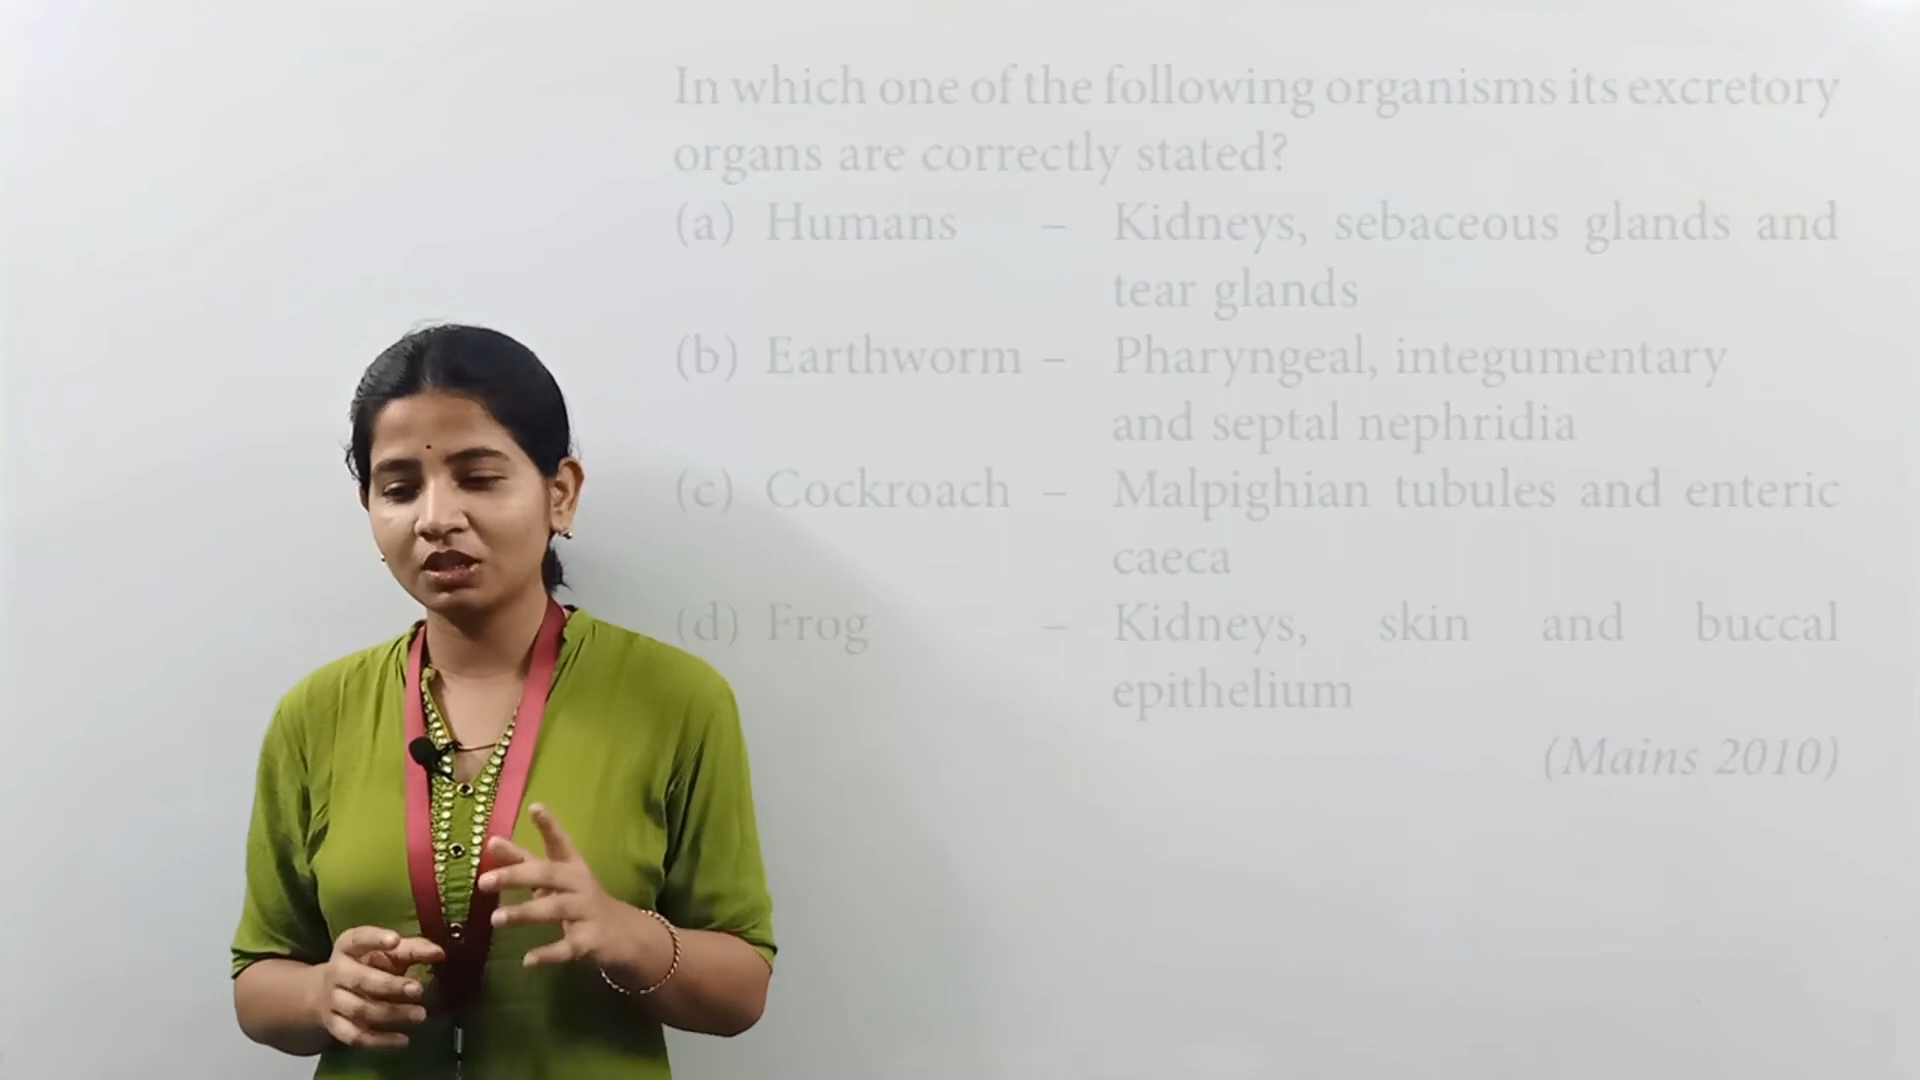 In which one of the following organisms its excretory
organs are correctly stated?
(a) Humans – Kidneys, sebaceous glands and
tear glands
(b) Earthworm – Pharyngeal, integumentary
and septal nephridia
(c) Cockroach – Malpighian tubules and enteric
caeca
(d) Frog – Kidneys, skin and buccal
epithelium
(Mains 2010)